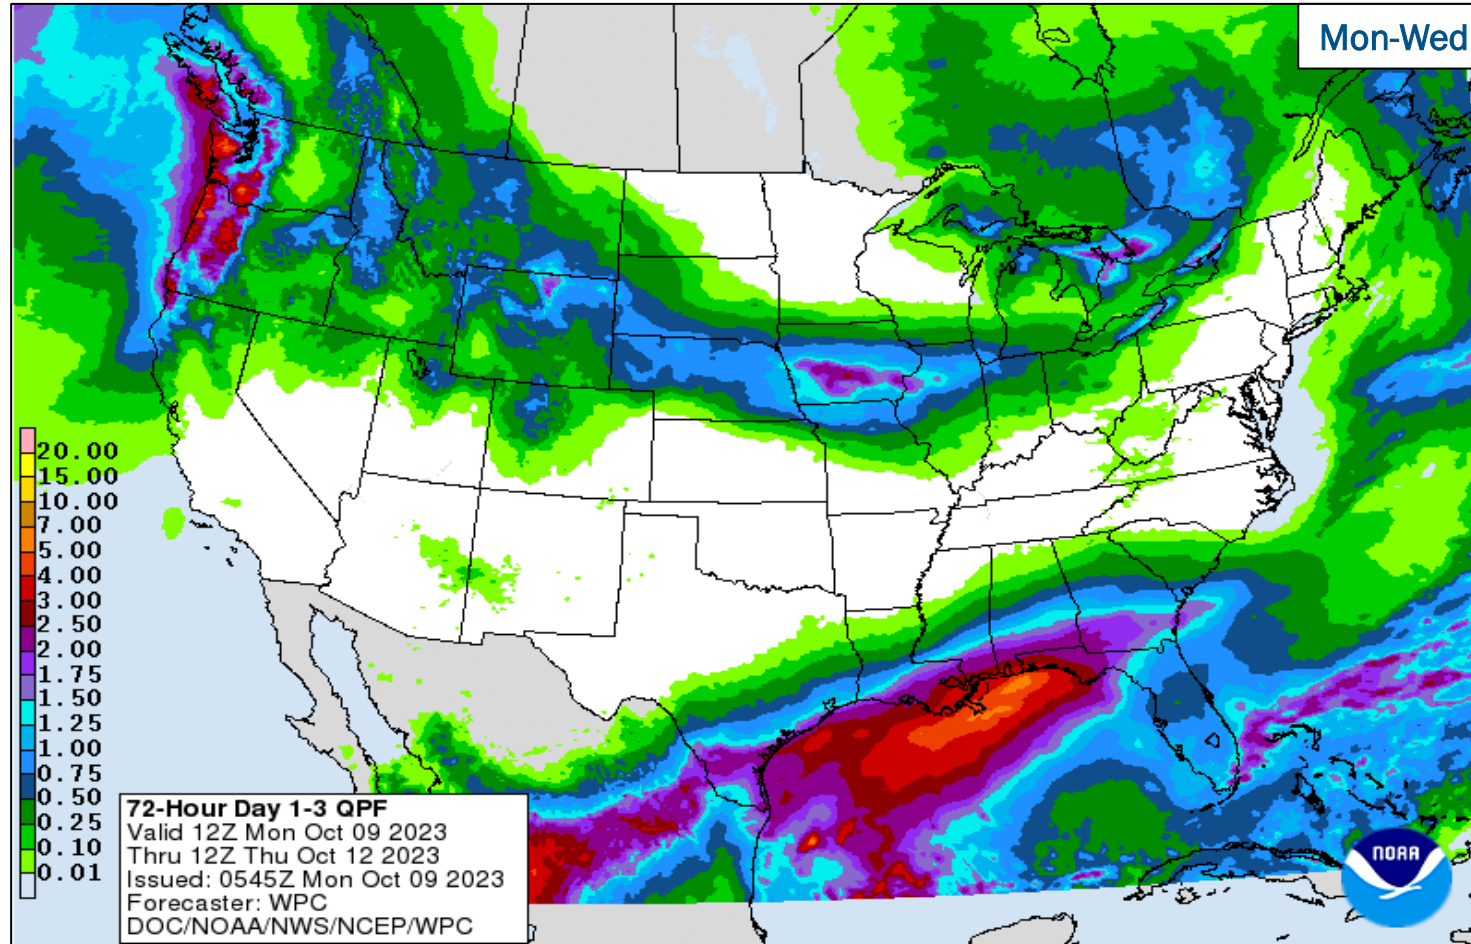 Mon-Wed
20.00
15.00
10.00
7.00
5.00
4.00
3.00
2.50
2.00
1.75
1.50
1.25
1.00
0.75
0.50
0.25
0.10
0.01
72-Hour Day 1-3 QPF
Valid 12Z Mon Oct 09 2023
Thru 12Z Thu Oct 12 2023
Issued: 0545Z Mon Oct 09 2023
Forecaster: WPC
DOC/NOAA/NWS/NCEP/WPC
NOAA